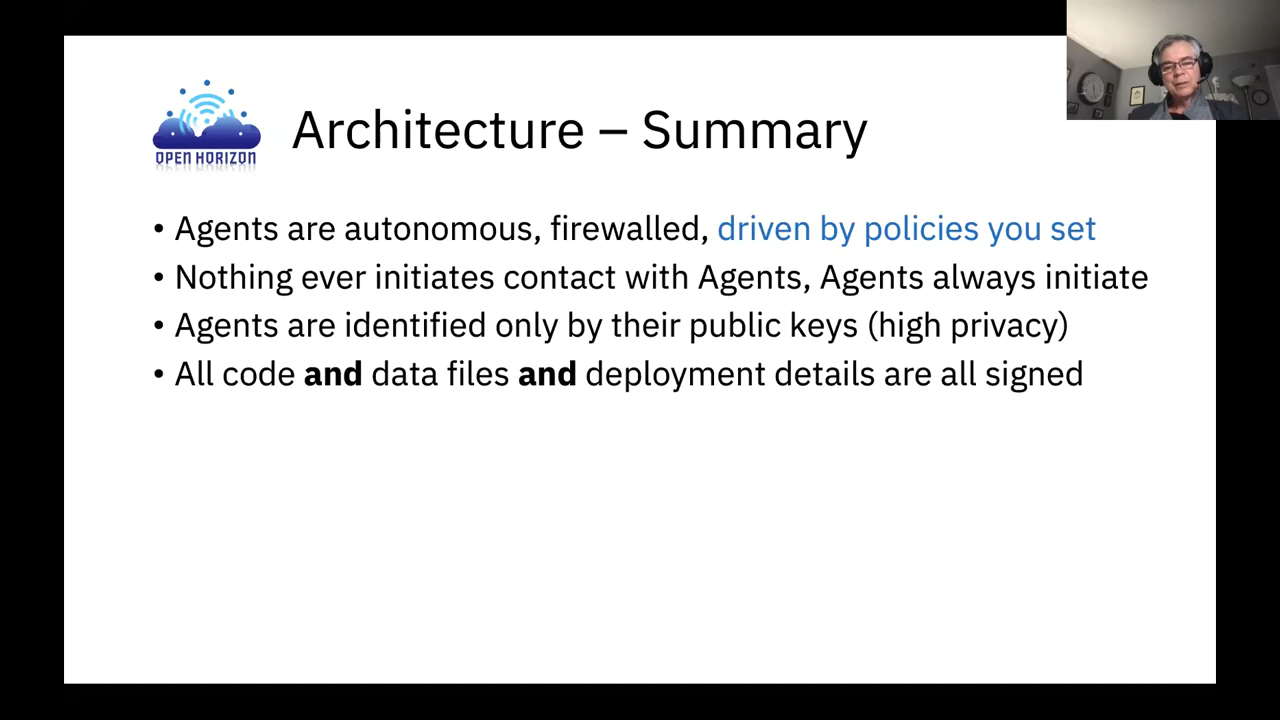 OPEN HORIZON
Architecture – Summary
• Agents are autonomous, firewalled, driven by policies you set
• Nothing ever initiates contact with Agents, Agents always initiate
• Agents are identified only by their public keys (high privacy)
• All code and data files and deployment details are all signed